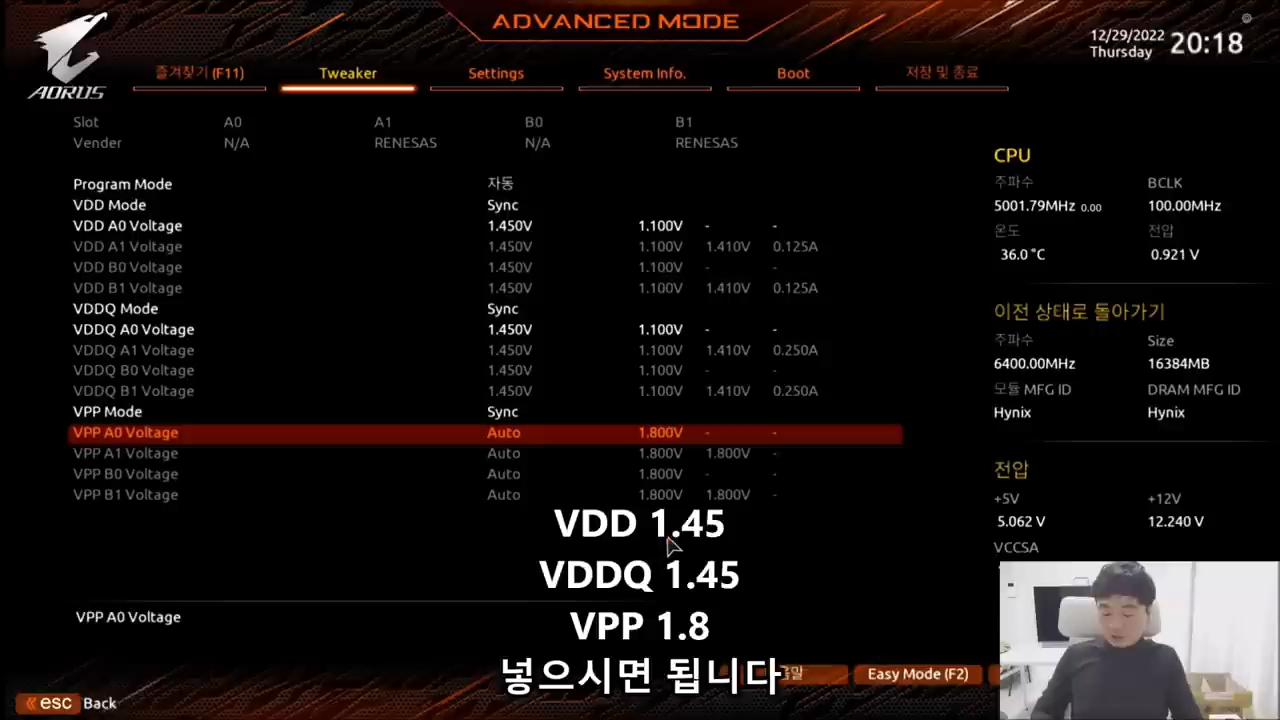 ADVANCED MODE
12/29/2022
Thursday
20:18
AORUS
즐겨찾기 (F11)
Tweaker
Settings
System Info.
Boot
저장 및 종료
Slot A0 A1 B0 B1
Vender N/A RENESAS N/A RENESAS
Program Mode 자동
VDD Mode Sync
VDD A0 Voltage 1.450V 1.100V - -
VDD A1 Voltage 1.450V 1.100V 1.410V 0.125A
VDD B0 Voltage 1.450V 1.100V - -
VDD B1 Voltage 1.450V 1.100V 1.410V 0.125A
VDDQ Mode Sync
VDDQ A0 Voltage 1.450V 1.100V - -
VDDQ A1 Voltage 1.450V 1.100V 1.410V 0.250A
VDDQ B0 Voltage 1.450V 1.100V - -
VDDQ B1 Voltage 1.450V 1.100V 1.410V 0.250A
VPP Mode Sync
VPP A0 Voltage Auto 1.800V - -
VPP A1 Voltage Auto 1.800V 1.800V -
VPP B0 Voltage Auto 1.800V - -
VPP B1 Voltage Auto 1.800V 1.800V -
CPU
주파수 BCLK
5001.79MHz 0.00 100.00MHz
온도 전압
36.0 °C 0.921 V
이전 상태로 돌아가기
주파수 Size
6400.00MHz 16384MB
모듈 MFG ID DRAM MFG ID
Hynix Hynix
전압
+5V +12V
5.062 V 12.240 V
VCCSA
VDD 1.45
VDDQ 1.45
VPP 1.8
넣으시면 됩니다
VPP A0 Voltage
Easy Mode (F2)
esc Back